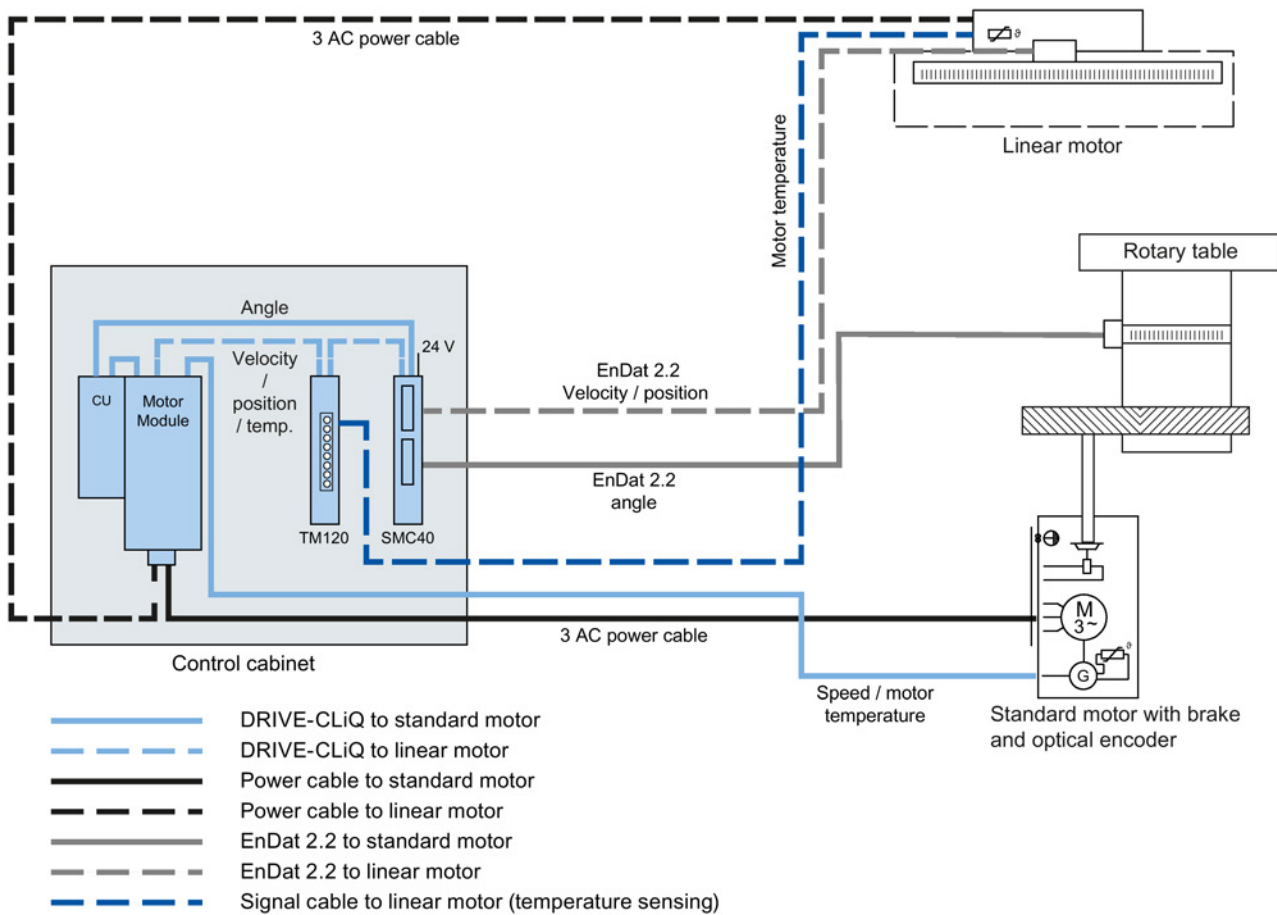 3 AC power cable
ϑ
Linear motor
Motor temperature
Rotary table
Angle
24 V
Velocity
/
position
/ temp.
CU
Motor
Module
EnDat 2.2
Velocity / position
EnDat 2.2
angle
TM120
SMC40
M
3~
3 AC power cable
ϑ
G
Control cabinet
Speed / motor
temperature
Standard motor with brake
and optical encoder
DRIVE-CLiQ to standard motor
DRIVE-CLiQ to linear motor
Power cable to standard motor
Power cable to linear motor
EnDat 2.2 to standard motor
EnDat 2.2 to linear motor
Signal cable to linear motor (temperature sensing)